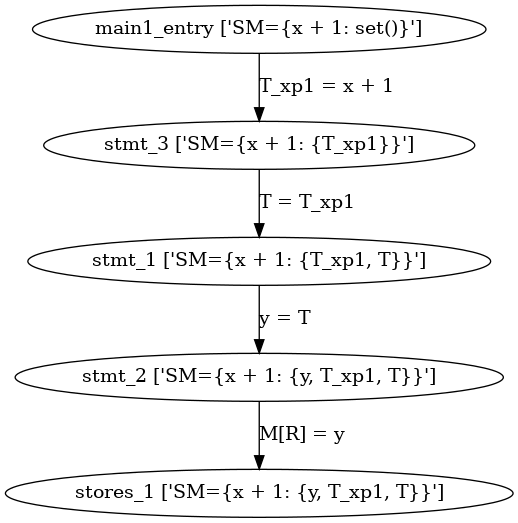 main1_entry ['SM={x + 1: set()}']
T_xp1 = x + 1
stmt_3 ['SM={x + 1: {T_xp1}}']
T = T_xp1
stmt_1 ['SM={x + 1: {T_xp1, T}}']
y = T
stmt_2 ['SM={x + 1: {y, T_xp1, T}}']
M[R] = y
stores_1 ['SM={x + 1: {y, T_xp1, T}}']